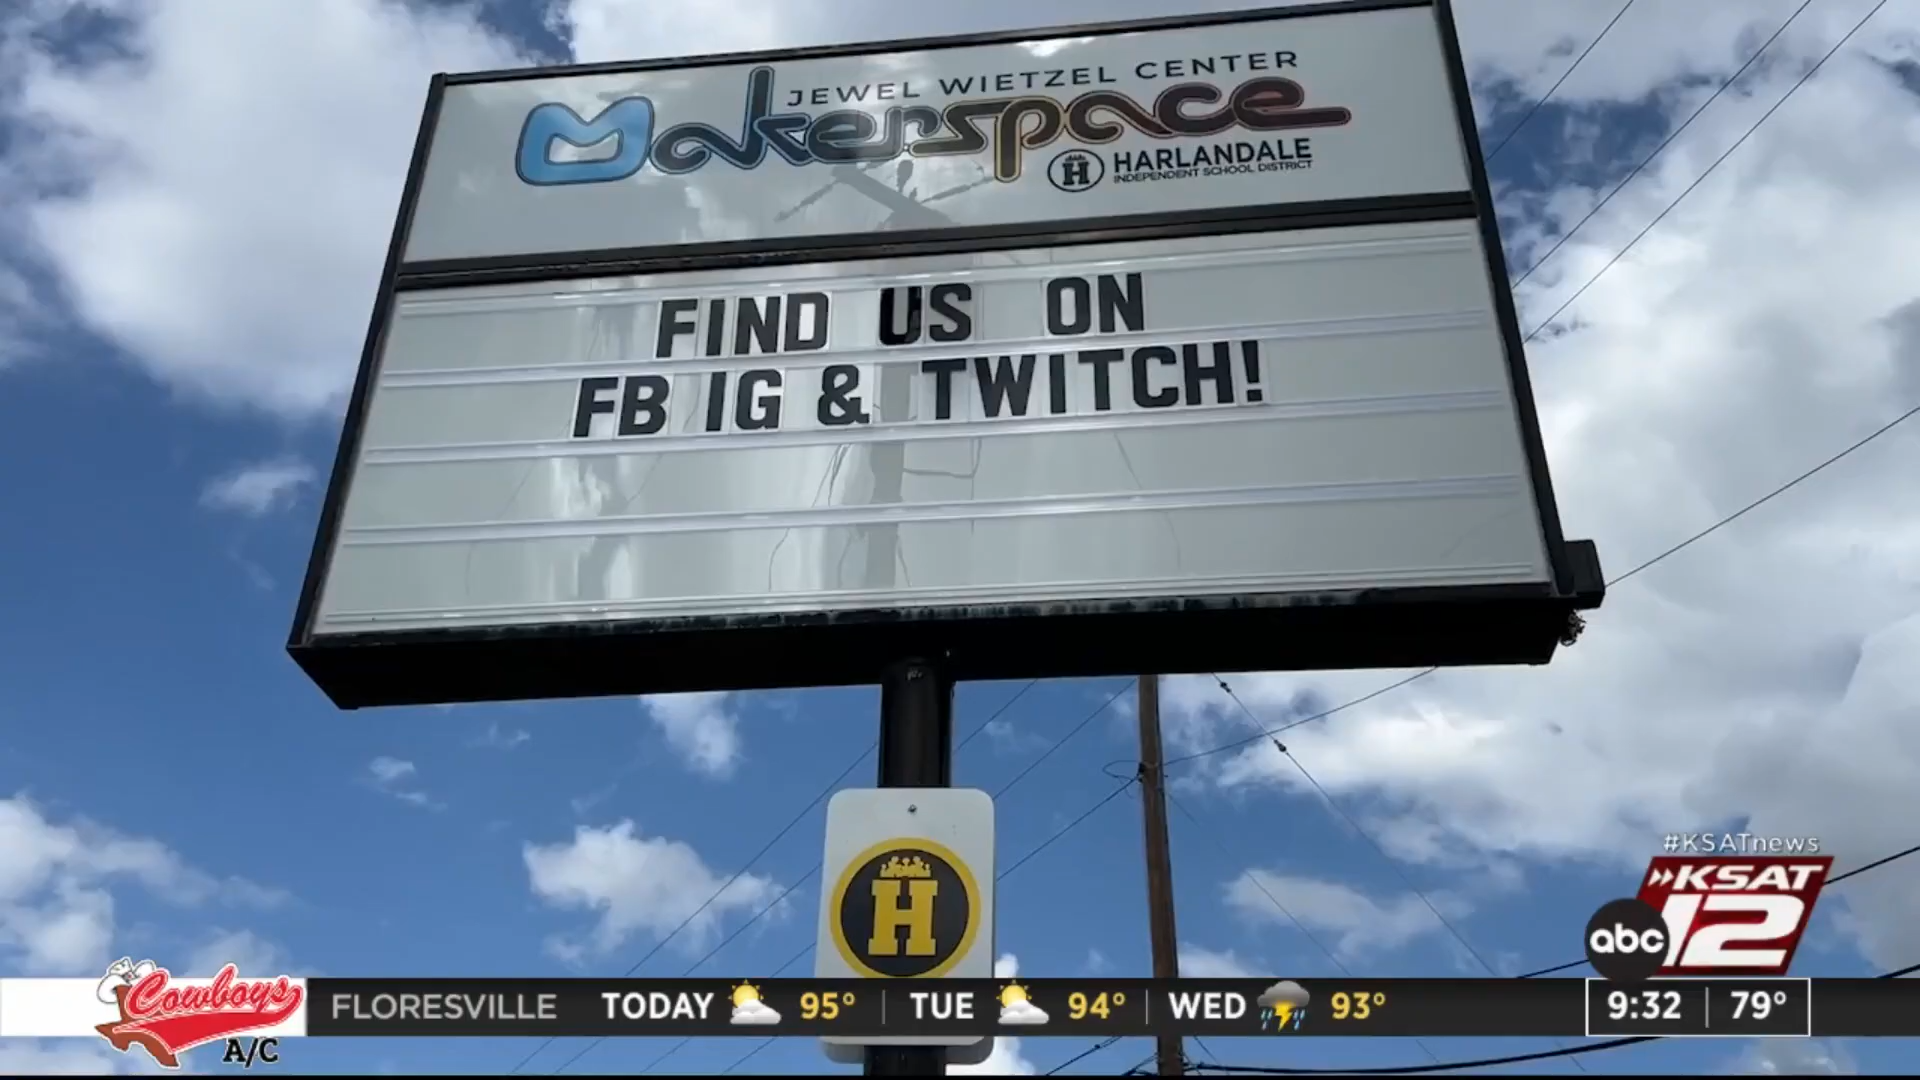 JEWEL WIETZEL CENTER
Makerspace
H HARLANDALE
INDEPENDENT SCHOOL DISTRICT
FIND US ON
FB IG & TWITCH!
H
#KSATnews
KSAT
abc 12
Cowboys
A/C
FLORESVILLE TODAY 95° TUE 94° WED 93°
9:32 79°